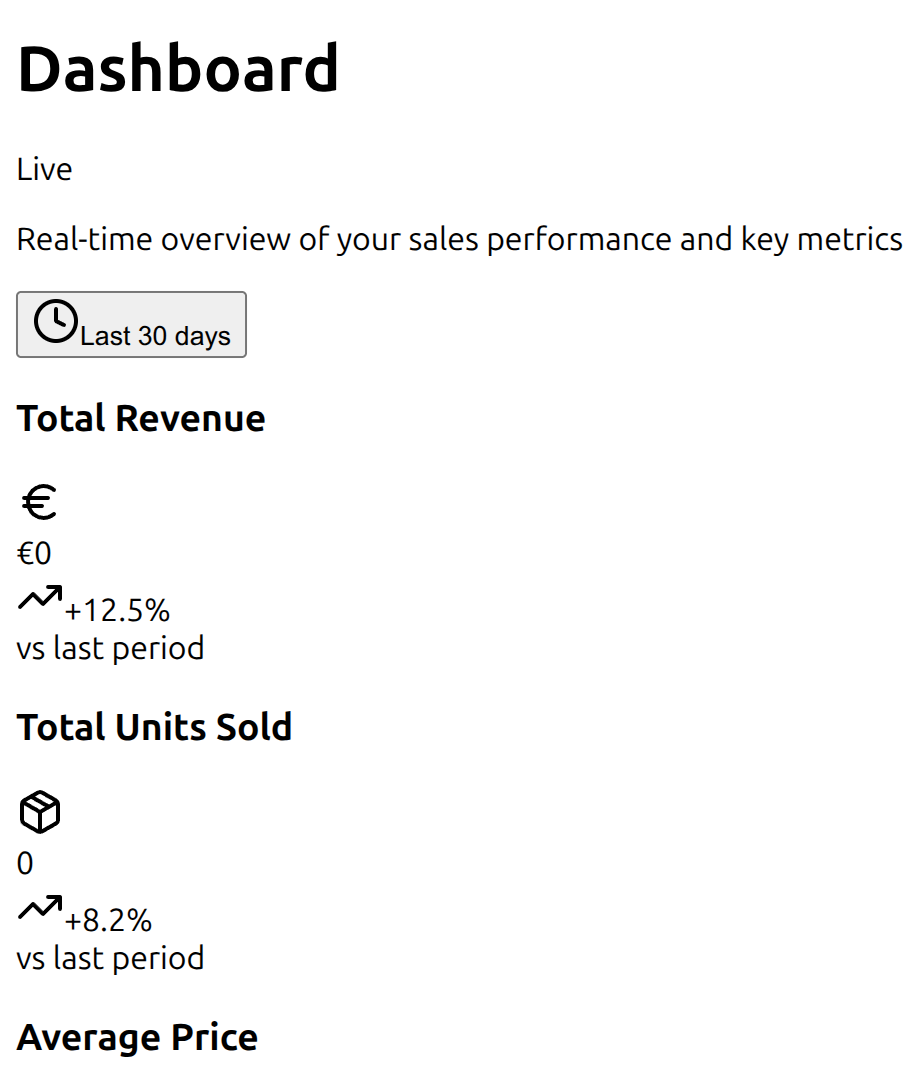 Dashboard
Live
Real-time overview of your sales performance and key metrics
Last 30 days
Total Revenue
€
€0
+12.5%
vs last period
Total Units Sold
0
+8.2%
vs last period
Average Price